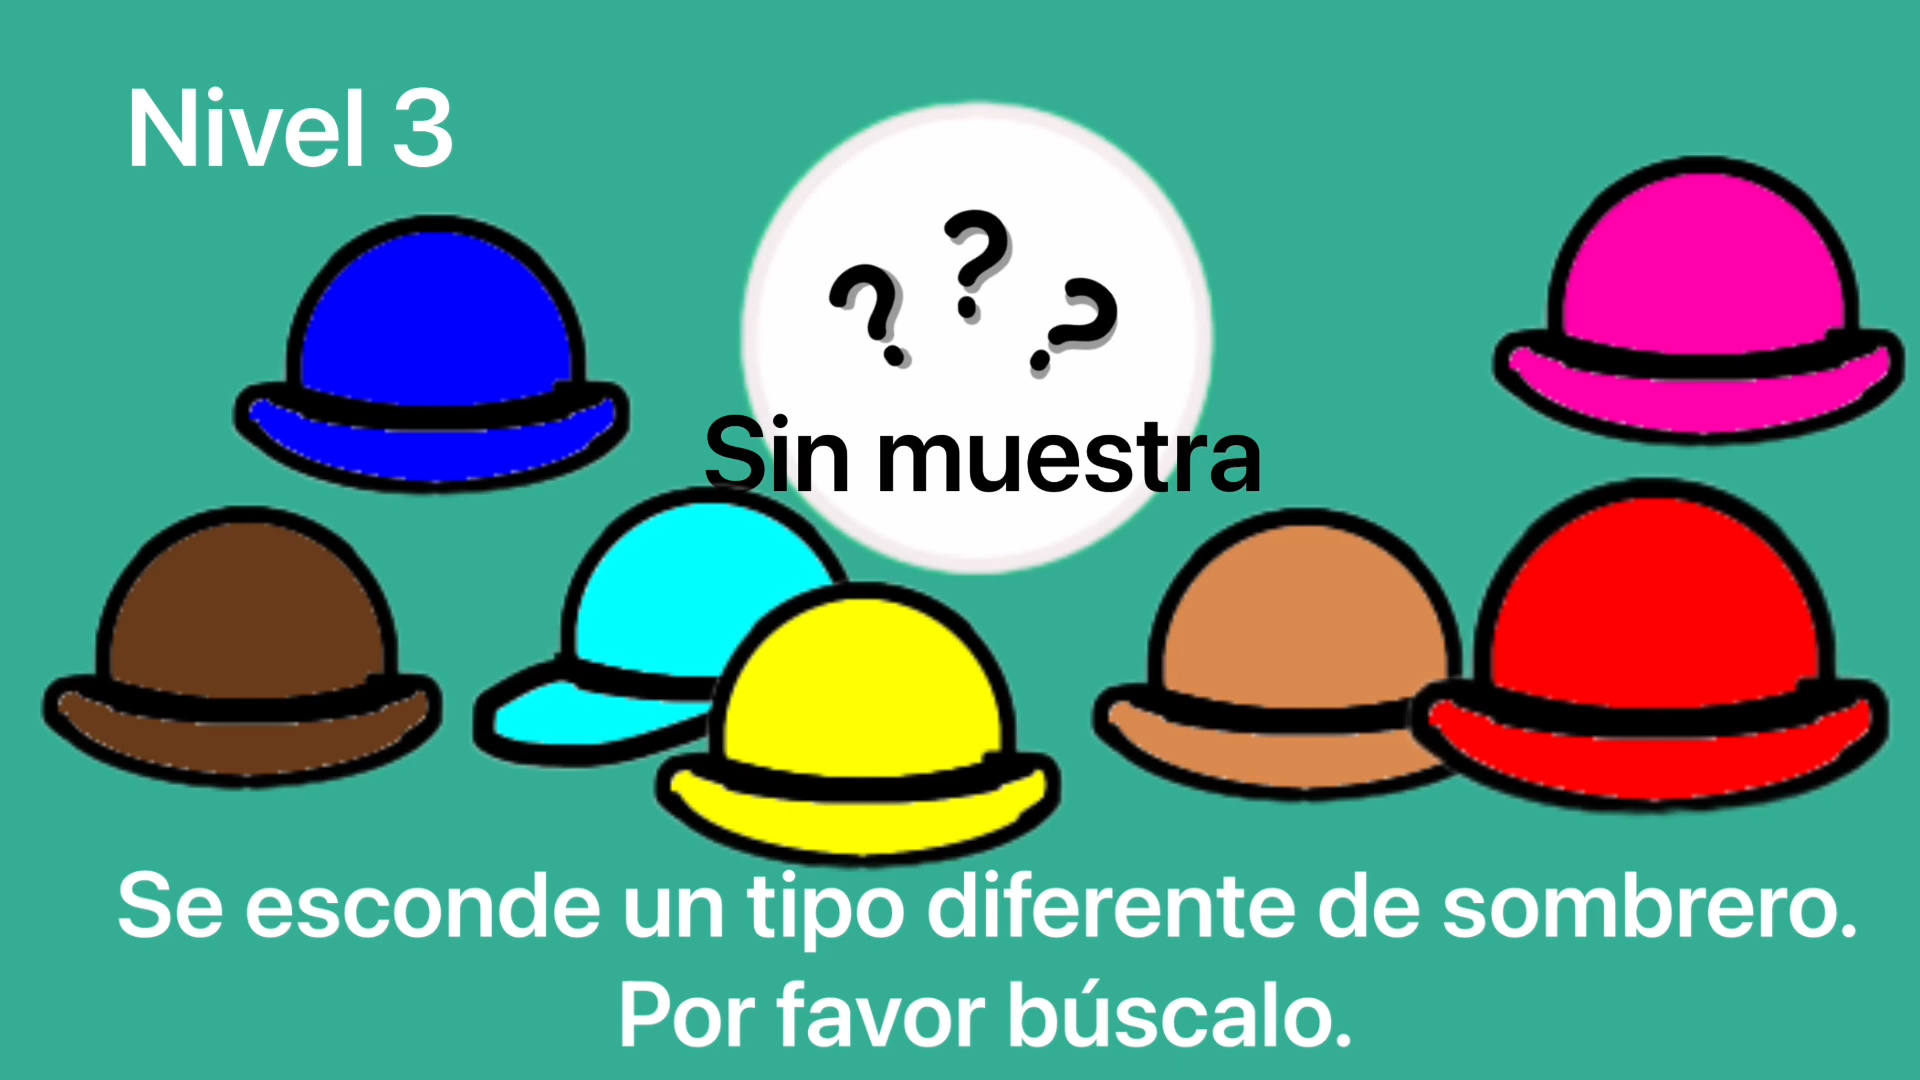 Nivel 3
? ? ?
Sin muestra
Se esconde un tipo diferente de sombrero.
Por favor búscalo.